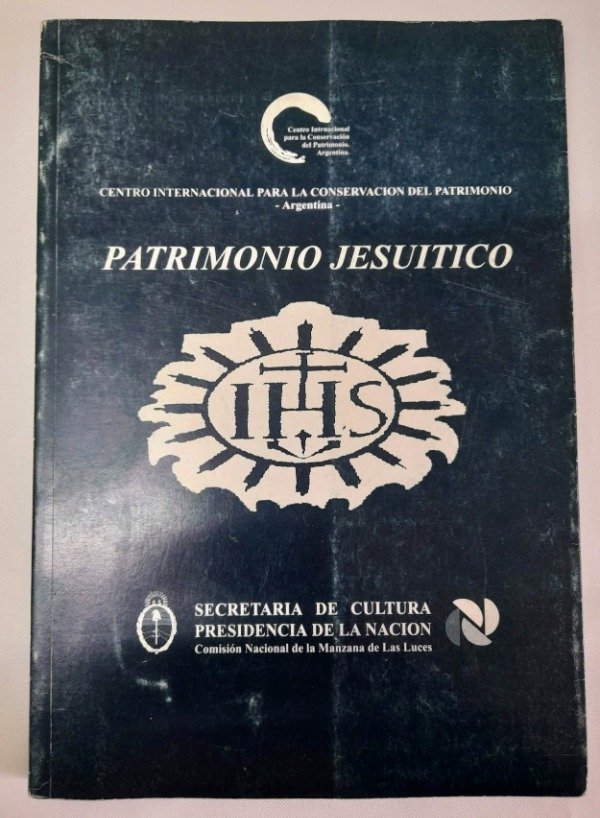 Centro Internacional
para la Conservación
del Patrimonio.
Argentina.
CENTRO INTERNACIONAL PARA LA CONSERVACION DEL PATRIMONIO
- Argentina -
PATRIMONIO JESUITICO
IHS
SECRETARIA DE CULTURA
PRESIDENCIA DE LA NACION
Comisión Nacional de la Manzana de Las Luces